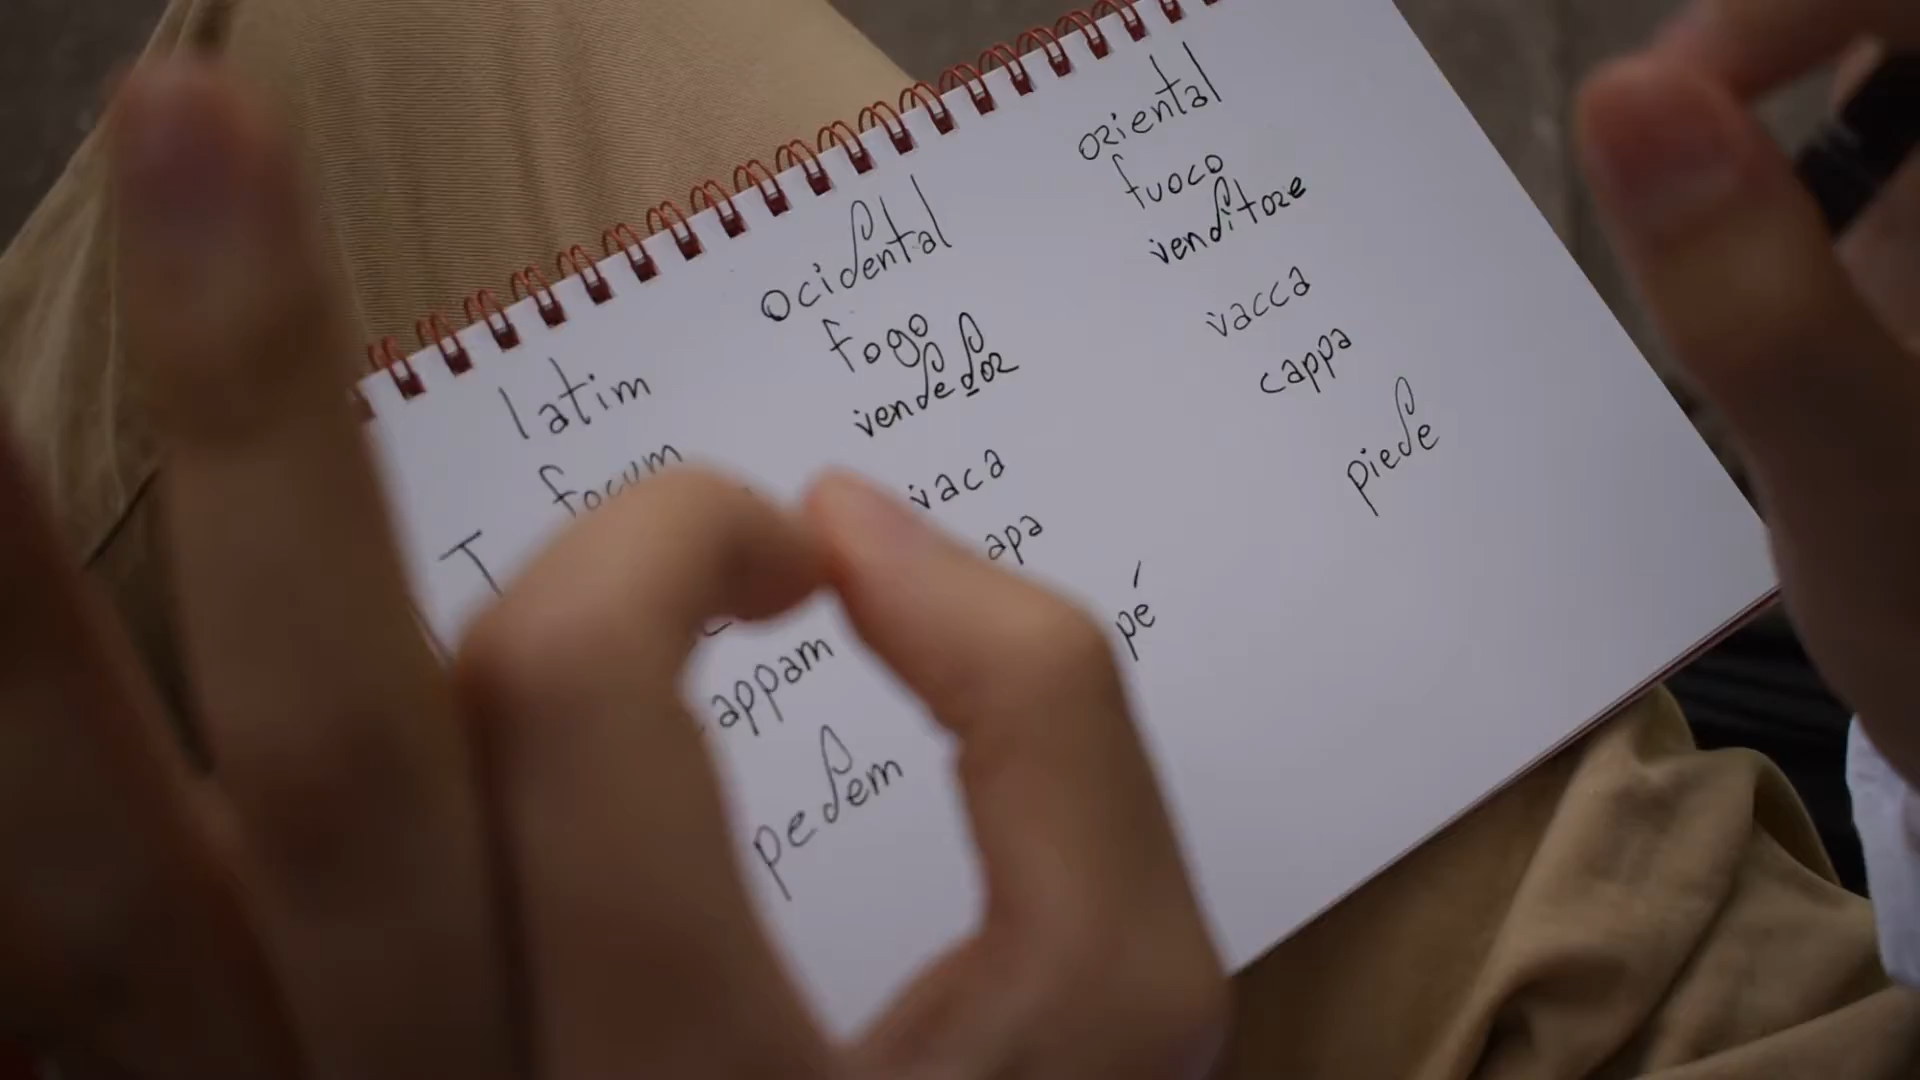 latim ocidental oriental
focum fogo fuoco
vendedor venditore
vaca vacca
appam apa cappa
pedem pé piede